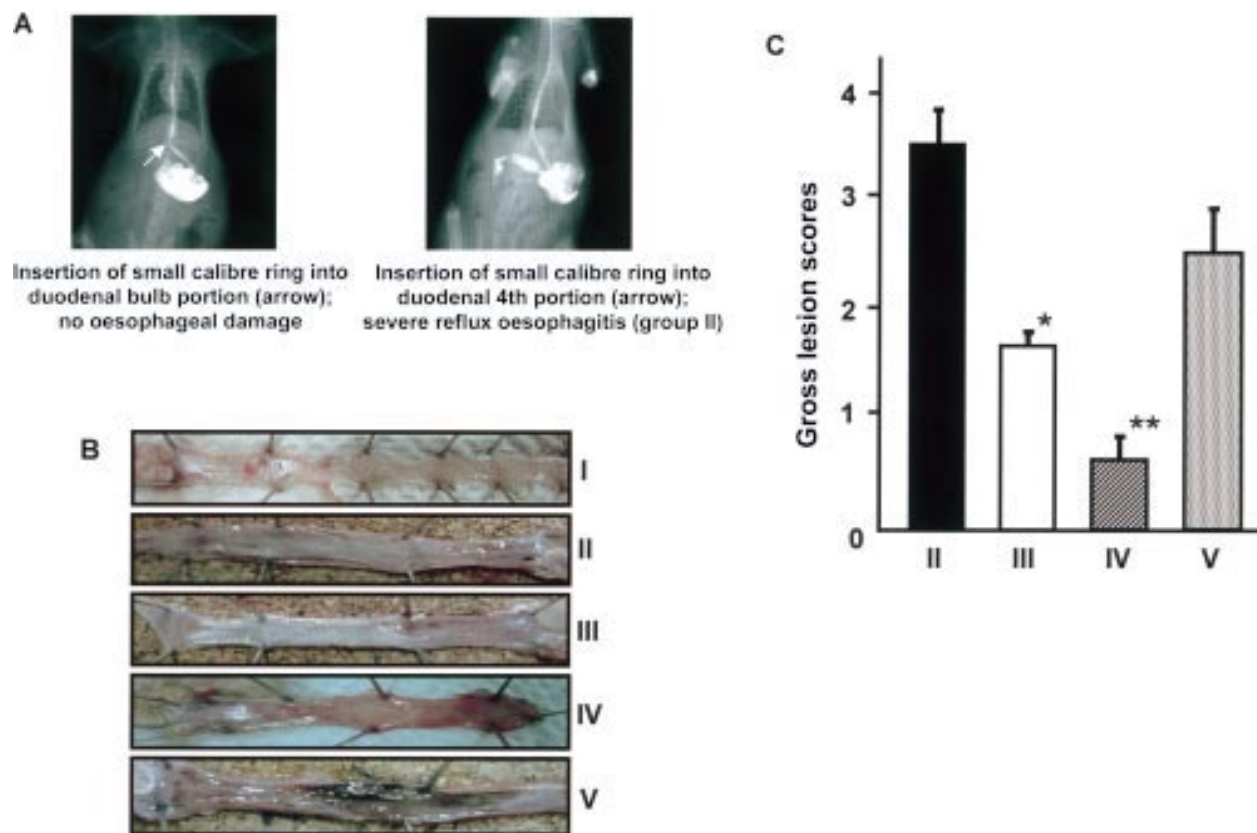 A
Insertion of small calibre ring into
duodenal bulb portion (arrow);
no oesophageal damage
Insertion of small calibre ring into
duodenal 4th portion (arrow);
severe reflux oesophagitis (group II)
B
I
II
III
IV
V
C
Gross lesion scores
4
3
2
1
0
*
**
II III IV V